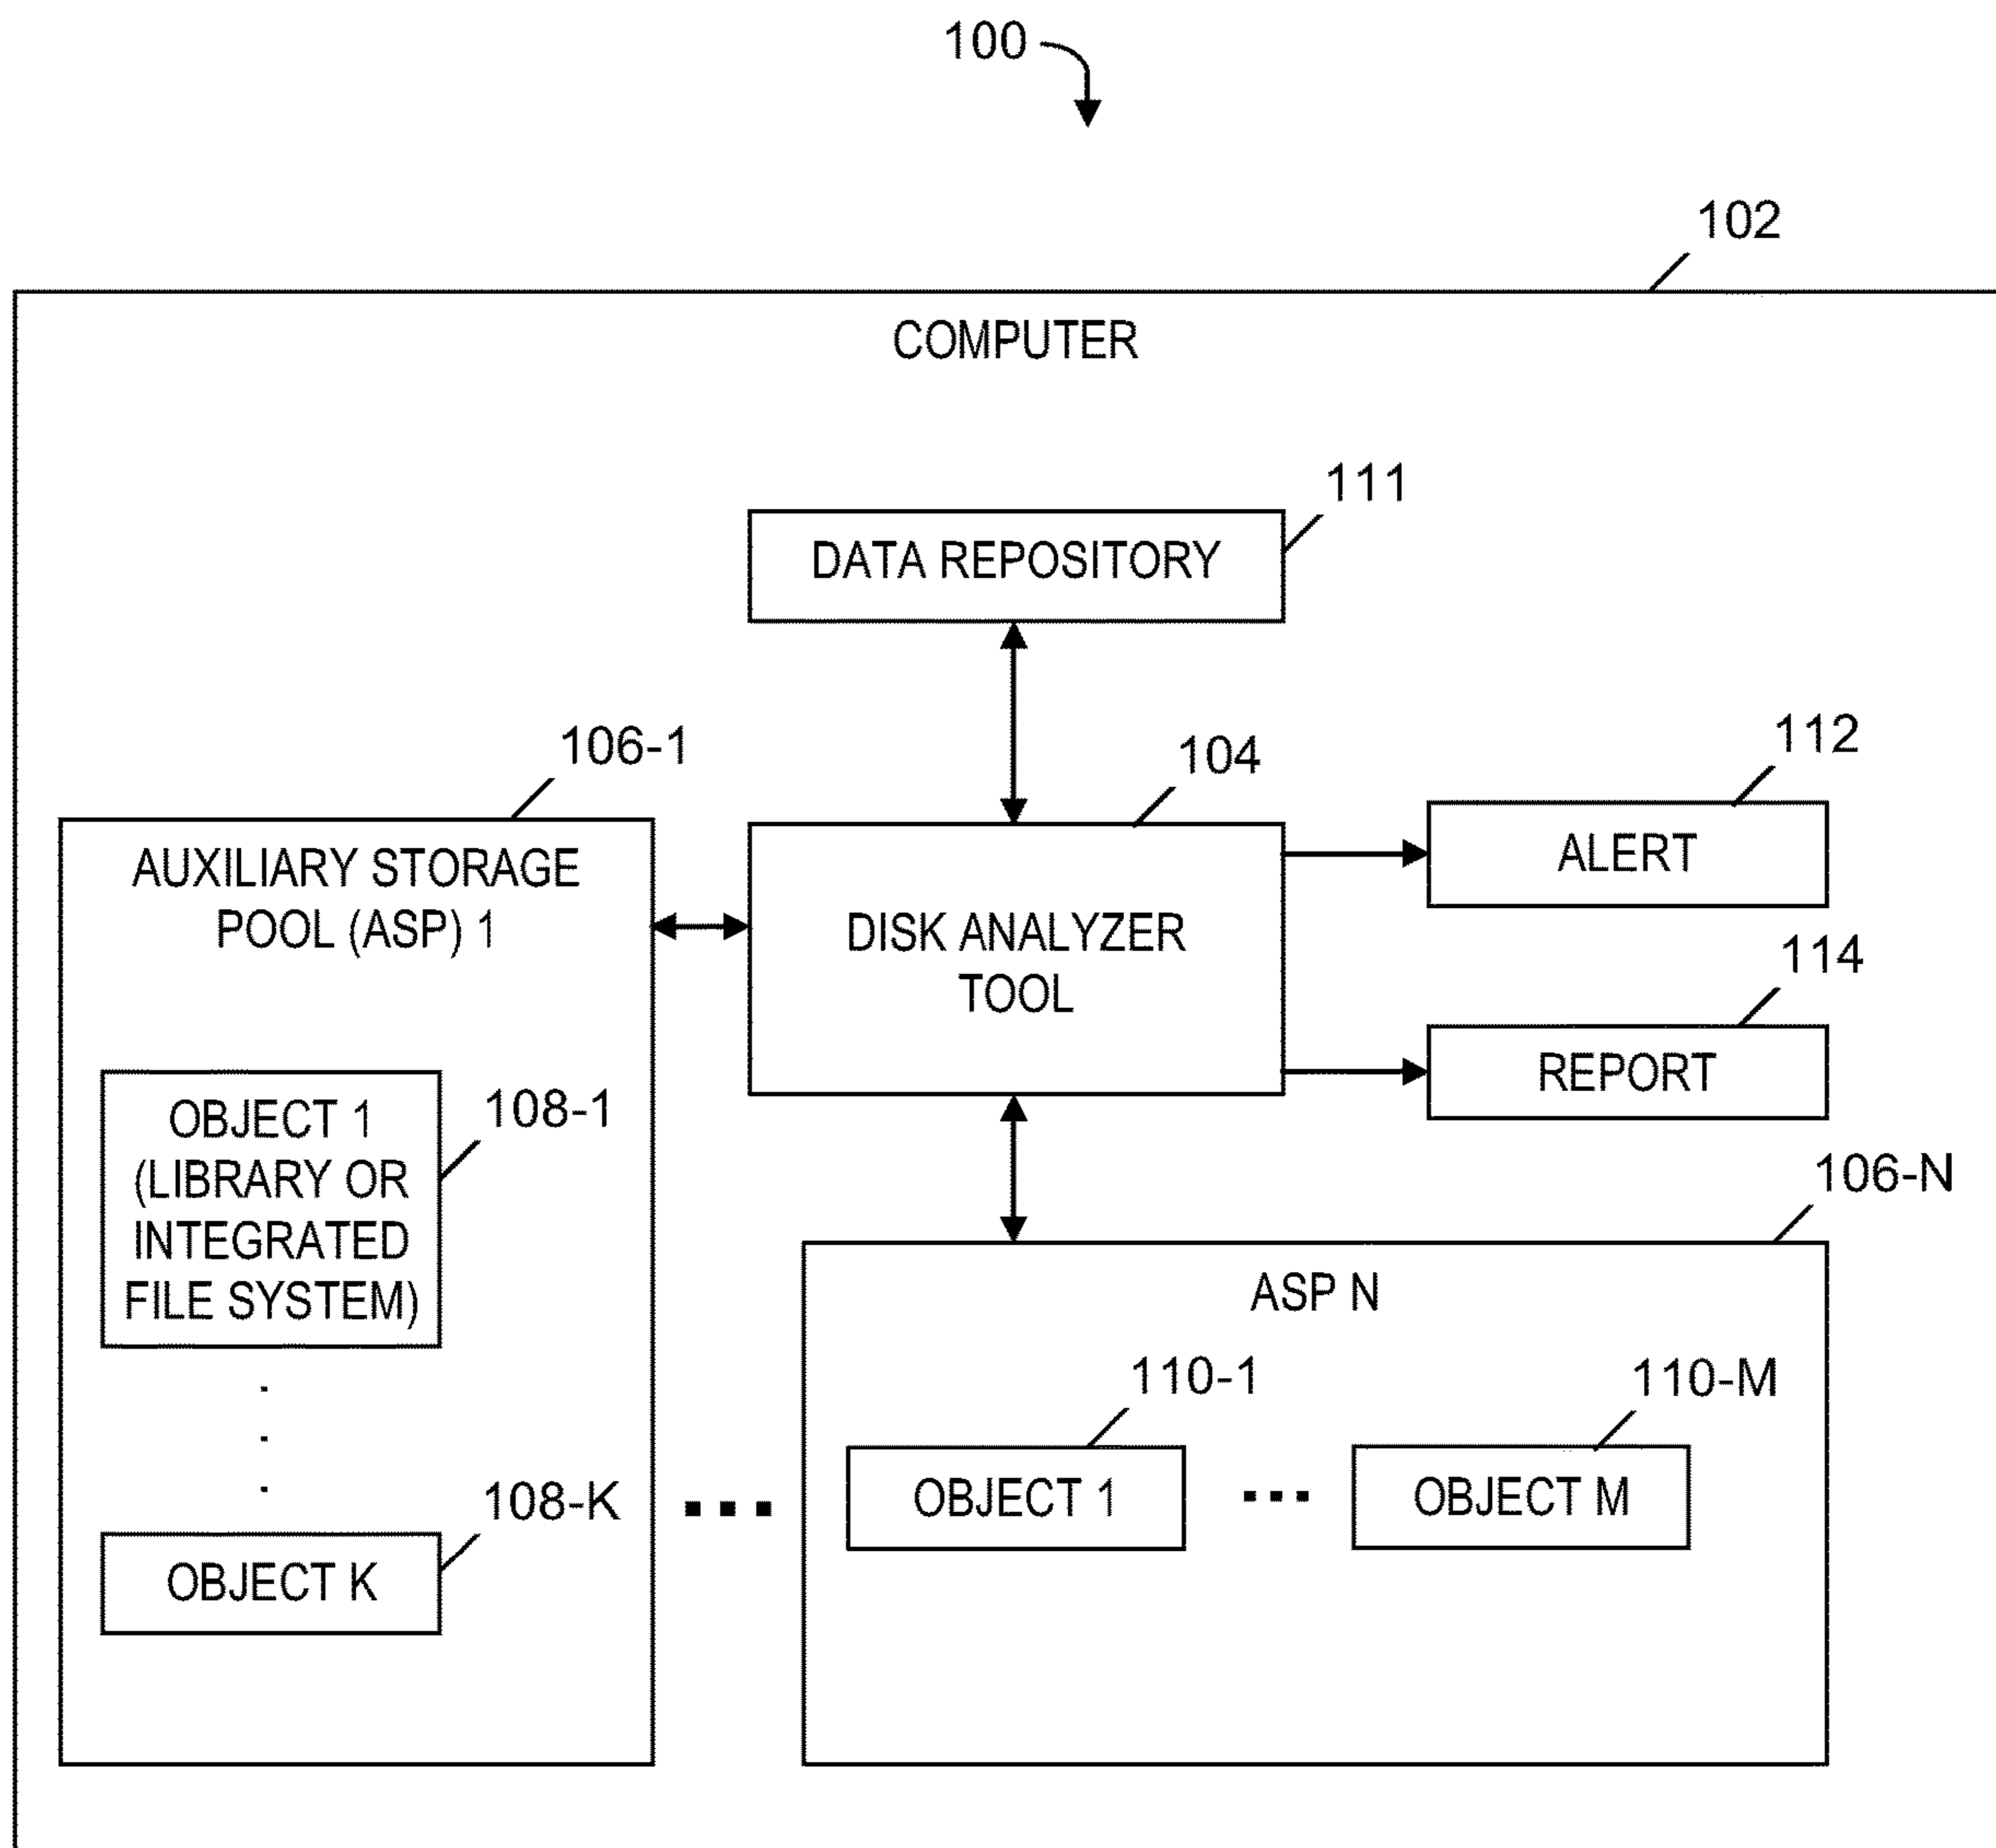 100
102
COMPUTER
111
DATA REPOSITORY
106-1
104
112
AUXILIARY STORAGE
POOL (ASP) 1
DISK ANALYZER
TOOL
ALERT
114
REPORT
OBJECT 1
(LIBRARY OR
INTEGRATED
FILE SYSTEM)
108-1
106-N
ASP N
110-1
110-M
OBJECT 1
...
OBJECT M
108-K
...
OBJECT K